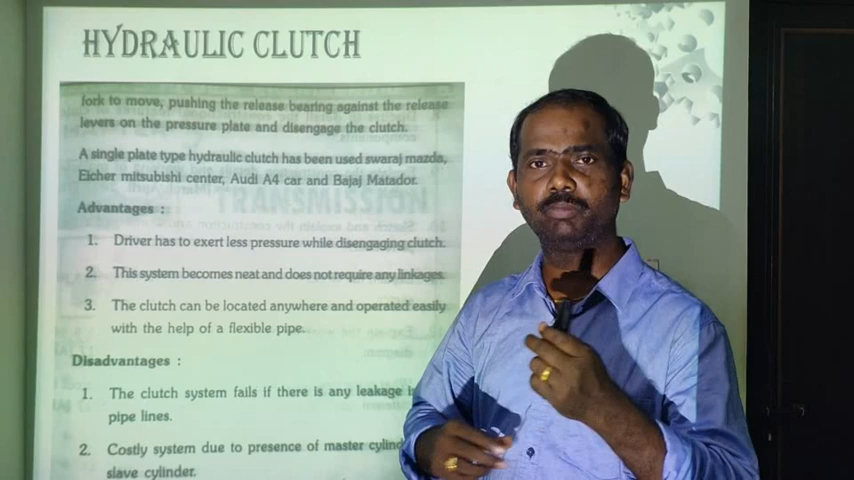 HYDRAULIC CLUTCH
fork to move, pushing the release bearing against the release
levers on the pressure plate and disengage the clutch.
A single plate type hydraulic clutch has been used swaraj mazda,
Eicher mitsubishi center, Audi A4 car and Bajaj Matador.
Advantages :
1. Driver has to exert less pressure while disengaging clutch.
2. This system becomes neat and does not require any linkages.
3. The clutch can be located anywhere and operated easily
with the help of a flexible pipe.
Disadvantages :
1. The clutch system fails if there is any leakage
pipe lines.
2. Costly system due to presence of master cylind
slave cylinder.